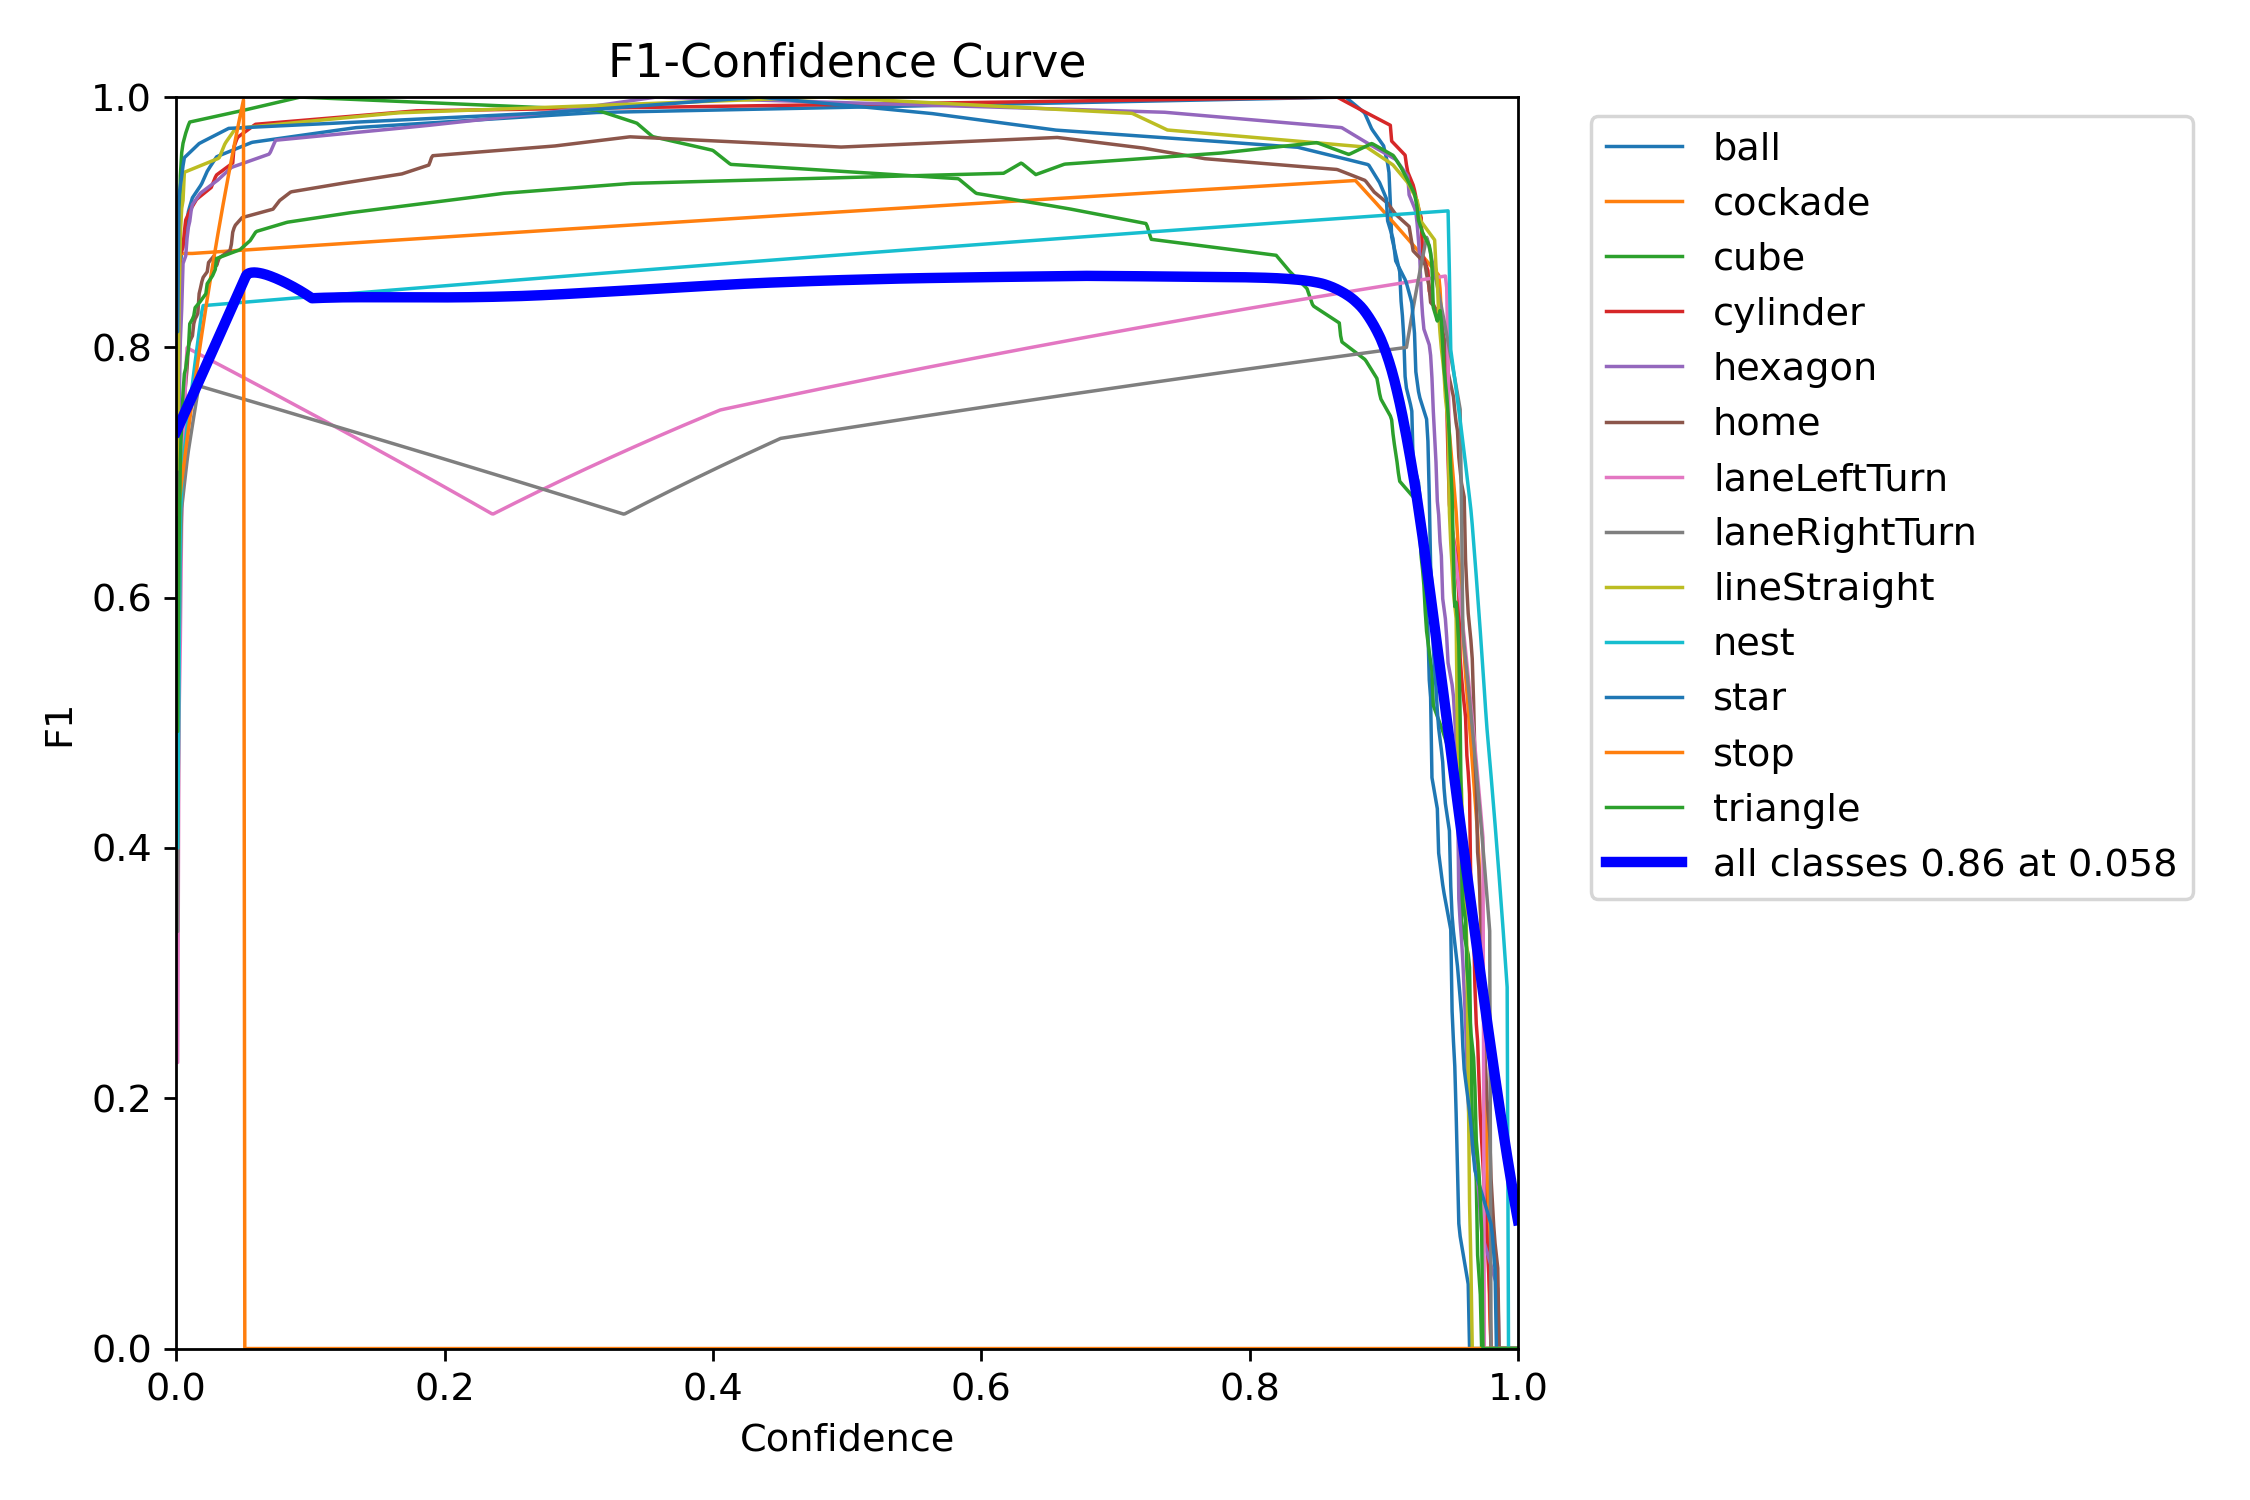 F1-Confidence Curve
1.0
0.8
0.6
0.4
0.2
0.0
F1
0.0 0.2 0.4 0.6 0.8 1.0
Confidence
ball
cockade
cube
cylinder
hexagon
home
laneLeftTurn
laneRightTurn
lineStraight
nest
star
stop
triangle
all classes 0.86 at 0.058